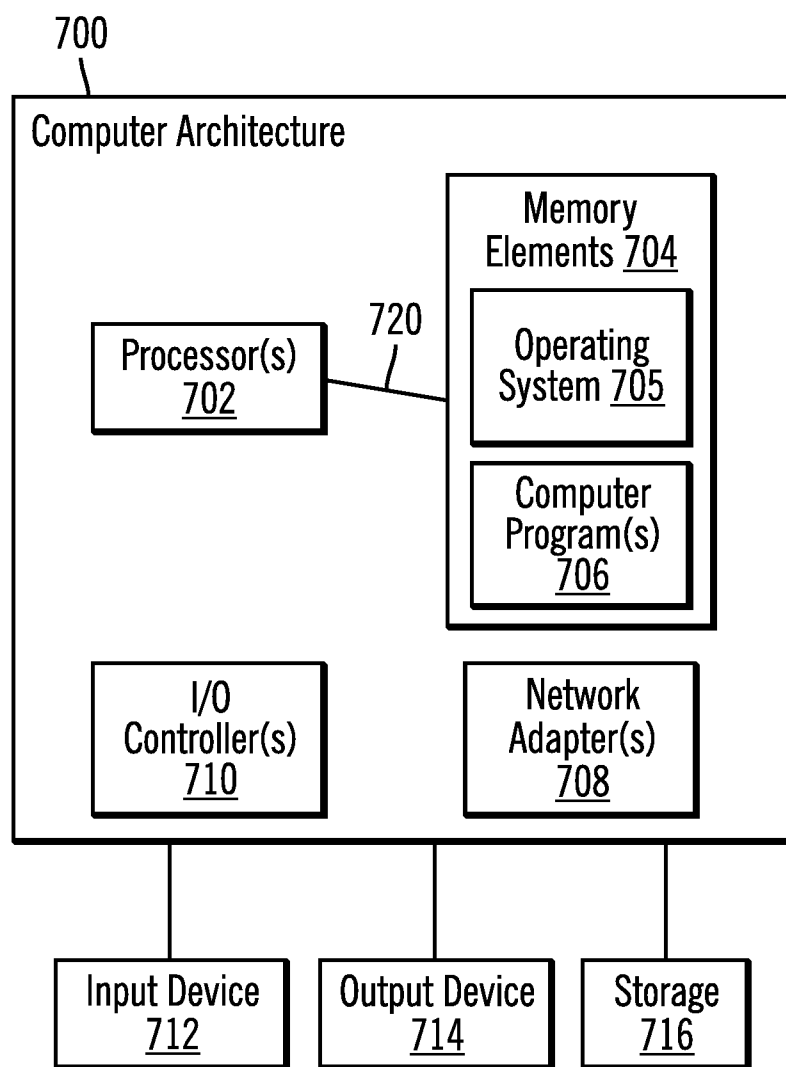 700
Computer Architecture
Memory
Elements 704
720
Processor(s)
702
Operating
System 705
Computer
Program(s)
706
I/O
Controller(s)
710
Network
Adapter(s)
708
Input Device
712
Output Device
714
Storage
716